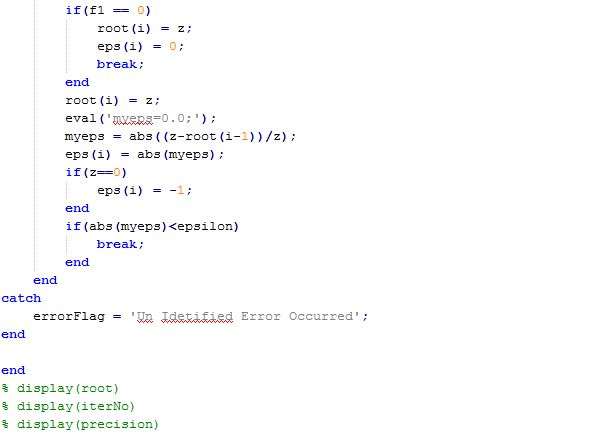 if(f1 == 0)
root(i) = z;
eps(i) = 0;
break;
end
root(i) = z;
eval('myeps=0.0;');
myeps = abs((z-root(i-1))/z);
eps(i) = abs(myeps);
if(z==0)
eps(i) = -1;
end
if(abs(myeps)<epsilon)
break;
end
end
catch
errorFlag = 'Un Idetified Error Occurred';
end
end
% display(root)
% display(iterNo)
% display(precision)